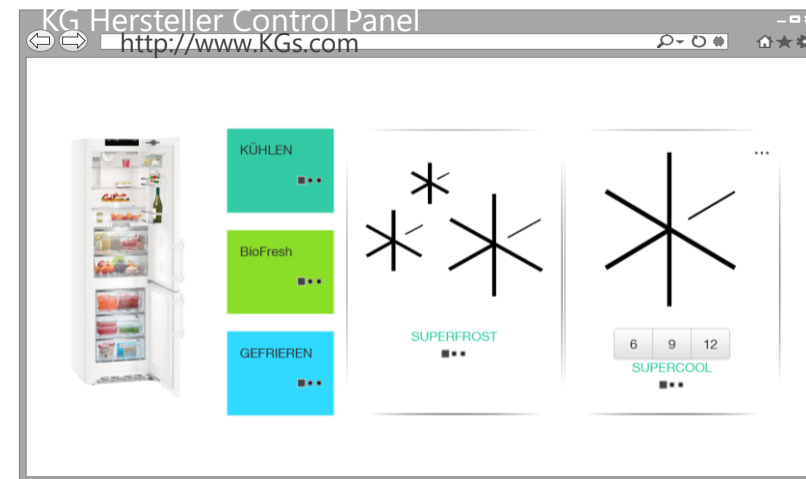 KG Hersteller Control Panel
http://www.KGs.com
KÜHLEN
BioFresh
GEFRIEREN
SUPERFROST
...
6 9 12
SUPERCOOL